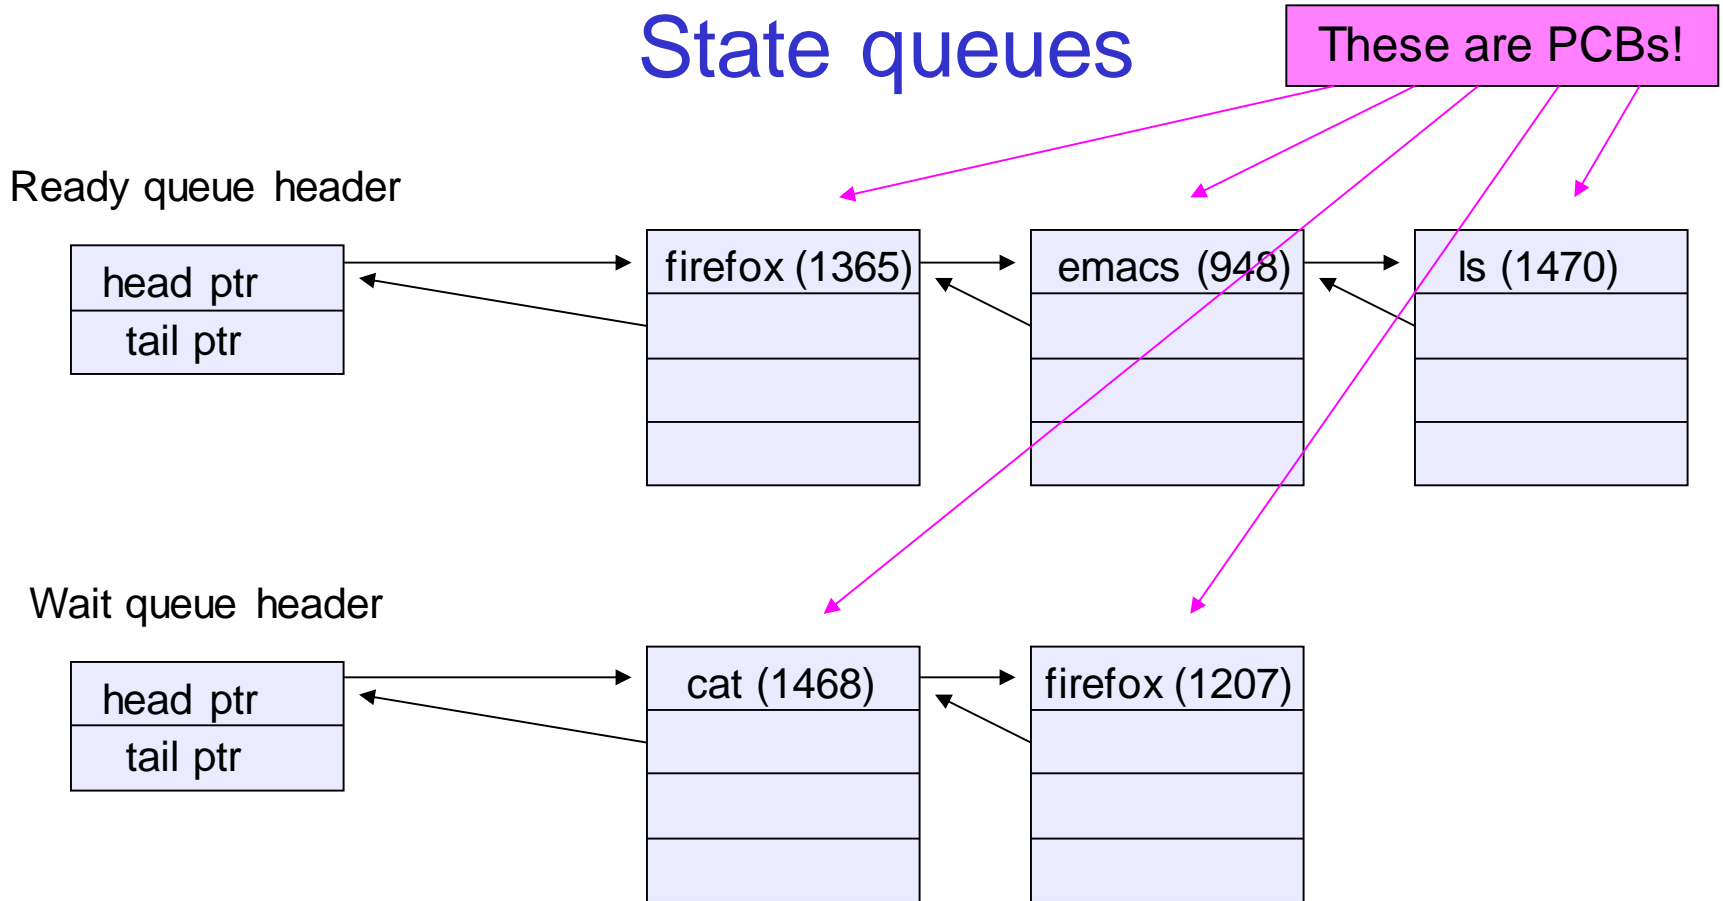 State queues
These are PCBs!
Ready queue header
head ptr
tail ptr
firefox (1365)
emacs (948)
ls (1470)
Wait queue header
head ptr
tail ptr
cat (1468)
firefox (1207)